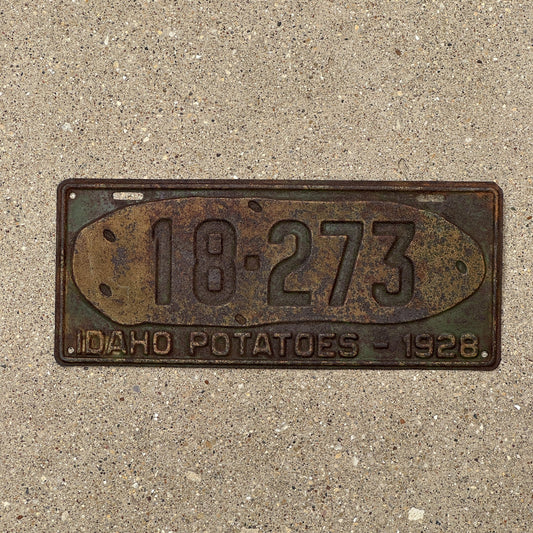 18·273
IDAHO POTATOES - 1928